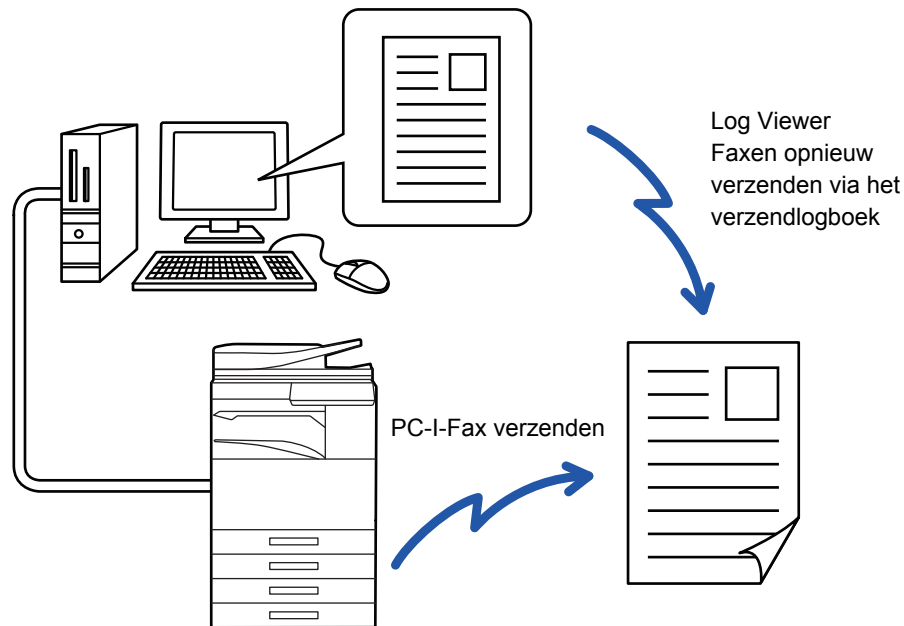 Log Viewer
Faxen opnieuw
verzenden via het
verzendlogboek
PC-I-Fax verzenden